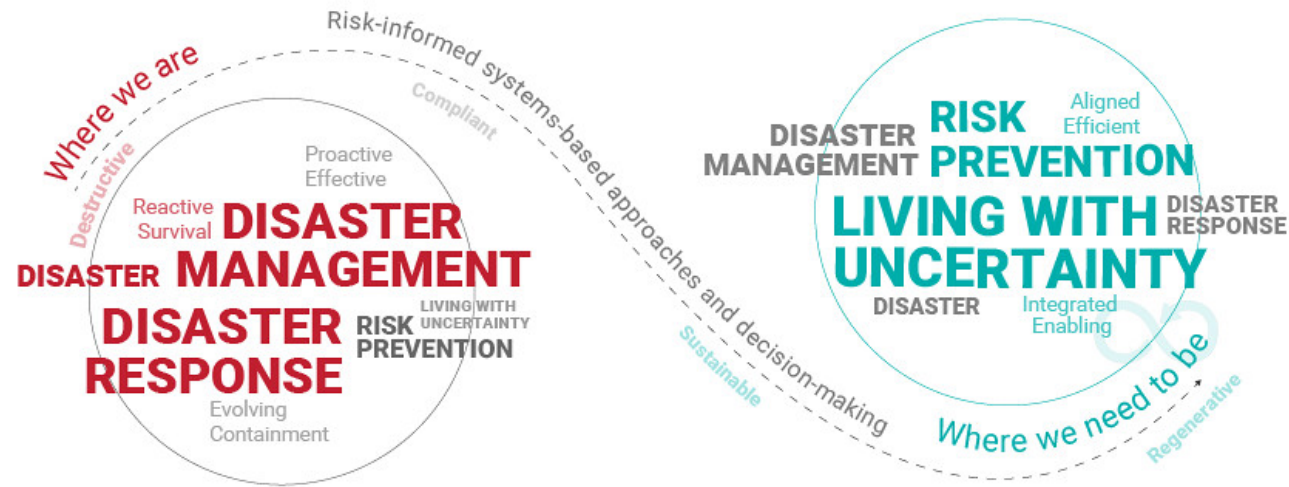 Where we are
Destructive
Risk-informed systems-based approaches and decision-making
Compliant
Proactive
Effective
Reactive
Survival
DISASTER
MANAGEMENT
DISASTER
DISASTER
RESPONSE
RISK
PREVENTION
LIVING WITH
UNCERTAINTY
Evolving
Containment
Sustainable
DISASTER
MANAGEMENT
RISK
PREVENTION
Aligned
Efficient
LIVING WITH
UNCERTAINTY
DISASTER
RESPONSE
DISASTER
Integrated
Enabling
Where we need to be
Regenerative